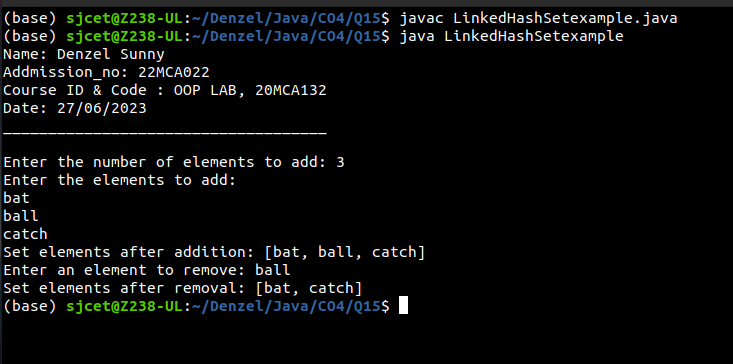 (base) sjcet@Z238-UL:~/Denzel/Java/CO4/Q15$ javac LinkedHashSetexample.java
(base) sjcet@Z238-UL:~/Denzel/Java/CO4/Q15$ java LinkedHashSetexample
Name: Denzel Sunny
Addmission_no: 22MCA022
Course ID & Code : OOP LAB, 20MCA132
Date: 27/06/2023
____________________________________
Enter the number of elements to add: 3
Enter the elements to add:
bat
ball
catch
Set elements after addition: [bat, ball, catch]
Enter an element to remove: ball
Set elements after removal: [bat, catch]
(base) sjcet@Z238-UL:~/Denzel/Java/CO4/Q15$